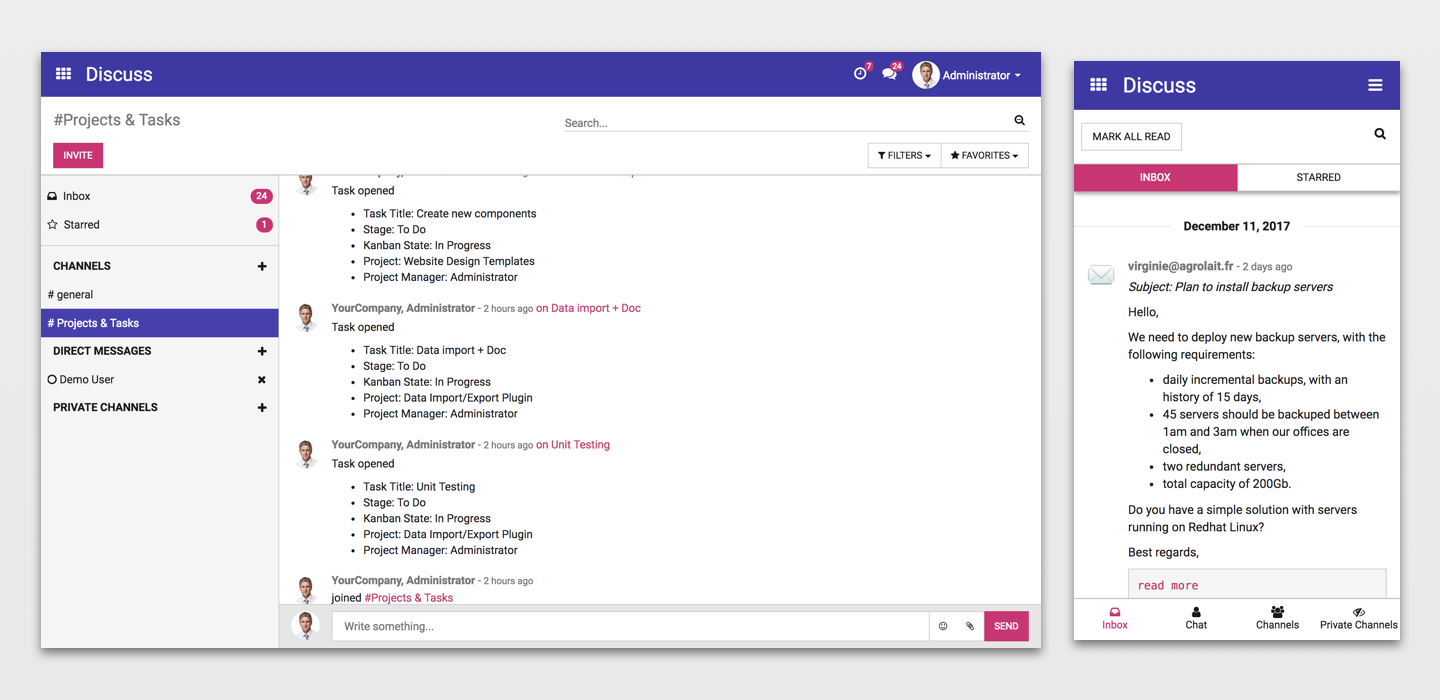 Discuss
7
24
Administrator
#Projects & Tasks
Search...
INVITE
FILTERS
FAVORITES
Inbox 24
Starred 1
CHANNELS
# general
# Projects & Tasks
DIRECT MESSAGES
Demo User
PRIVATE CHANNELS
Task opened
• Task Title: Create new components
• Stage: To Do
• Kanban State: In Progress
• Project: Website Design Templates
• Project Manager: Administrator
YourCompany, Administrator - 2 hours ago on Data import + Doc
Task opened
• Task Title: Data import + Doc
• Stage: To Do
• Kanban State: In Progress
• Project: Data Import/Export Plugin
• Project Manager: Administrator
YourCompany, Administrator - 2 hours ago on Unit Testing
Task opened
• Task Title: Unit Testing
• Stage: To Do
• Kanban State: In Progress
• Project: Data Import/Export Plugin
• Project Manager: Administrator
YourCompany, Administrator - 2 hours ago
joined #Projects & Tasks
Write something...
SEND
Discuss
MARK ALL READ
INBOX
STARRED
December 11, 2017
virginie@agrolait.fr - 2 days ago
Subject: Plan to install backup servers
Hello,
We need to deploy new backup servers, with the
following requirements:
• daily incremental backups, with an
history of 15 days,
• 45 servers should be backuped between
1am and 3am when our offices are
closed,
• two redundant servers,
• total capacity of 200Gb.
Do you have a simple solution with servers
running on Redhat Linux?
Best regards,
read more
Inbox
Chat
Channels
Private Channels